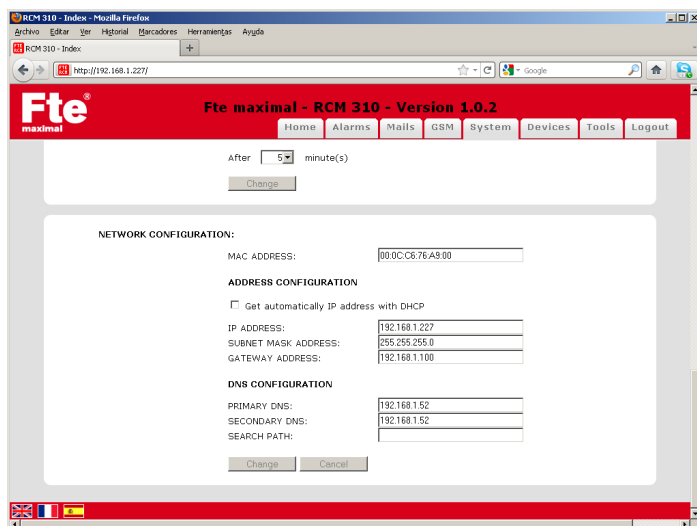 RCM 310 - Index - Mozilla Firefox
Archivo Editar Ver Historial Marcadores Herramientas Ayuda
RCM 310 - Index
http://192.168.1.227/
Google
Fte®
maximal
Fte maximal - RCM 310 - Version 1.0.2
Home Alarms Mails GSM System Devices Tools Logout
After 5 minute(s)
Change
NETWORK CONFIGURATION:
MAC ADDRESS: 00:0C:C6:76:A9:00
ADDRESS CONFIGURATION
Get automatically IP address with DHCP
IP ADDRESS: 192.168.1.227
SUBNET MASK ADDRESS: 255.255.255.0
GATEWAY ADDRESS: 192.168.1.100
DNS CONFIGURATION
PRIMARY DNS: 192.168.1.52
SECONDARY DNS: 192.168.1.52
SEARCH PATH:
Change Cancel